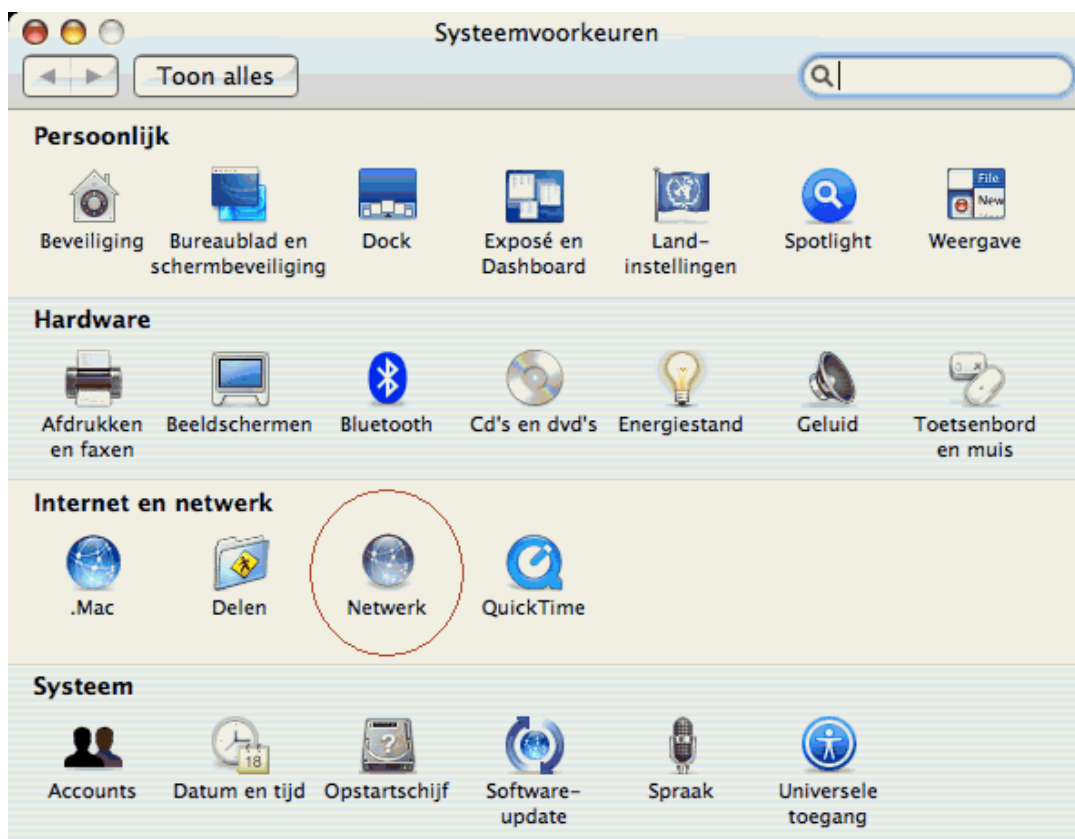 Systeemvoorkeuren
Toon alles
Persoonlijk
Beveiliging
Bureaublad en
schermbeveiliging
Dock
Exposé en
Dashboard
Land-
instellingen
Spotlight
File
New
Weergave
Hardware
Afdrukken
en faxen
Beeldschermen
Bluetooth
Cd's en dvd's
Energiestand
Geluid
Toetsenbord
en muis
Internet en netwerk
.Mac
Delen
Netwerk
QuickTime
Systeem
Accounts
18
Datum en tijd
?
Opstartschijf
Software-
update
Spraak
Universele
toegang